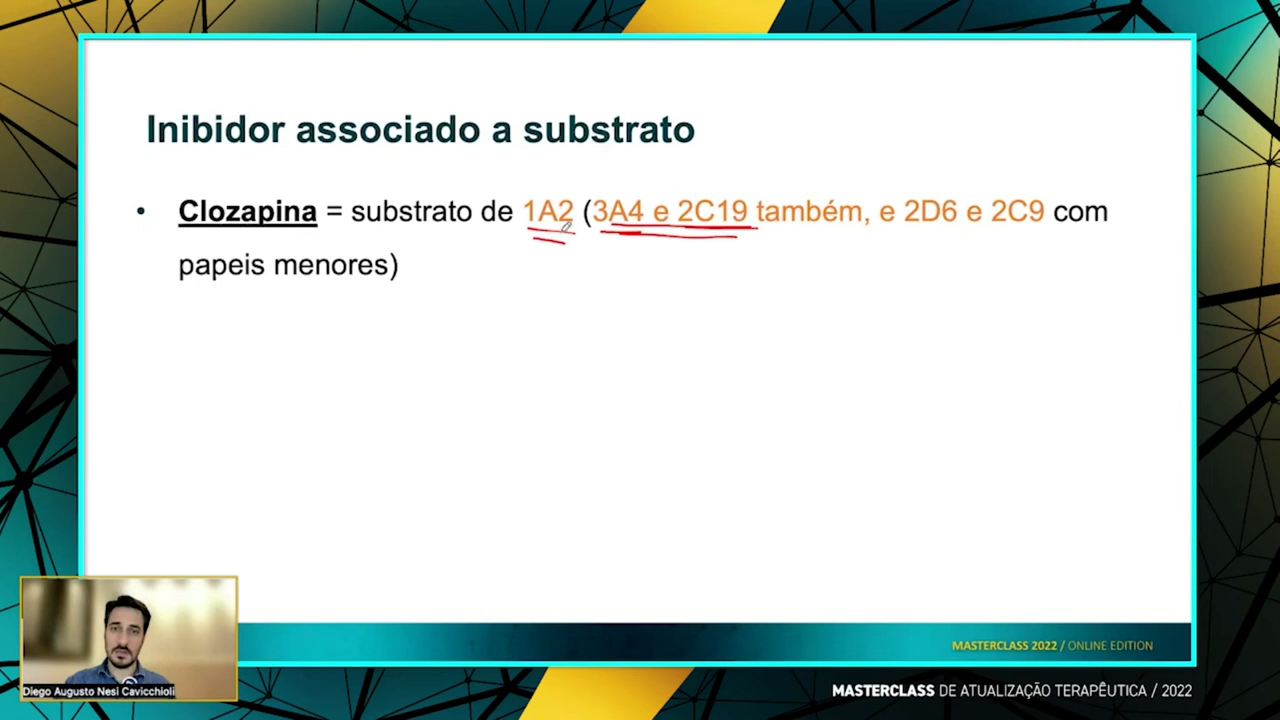 Inibidor associado a substrato
• Clozapina = substrato de 1A2 (3A4 e 2C19 também, e 2D6 e 2C9 com
papeis menores)
MASTERCLASS 2022 / ONLINE EDITION
Diego Augusto Nesi Cavicchioli
MASTERCLASS DE ATUALIZAÇÃO TERAPÊUTICA / 2022